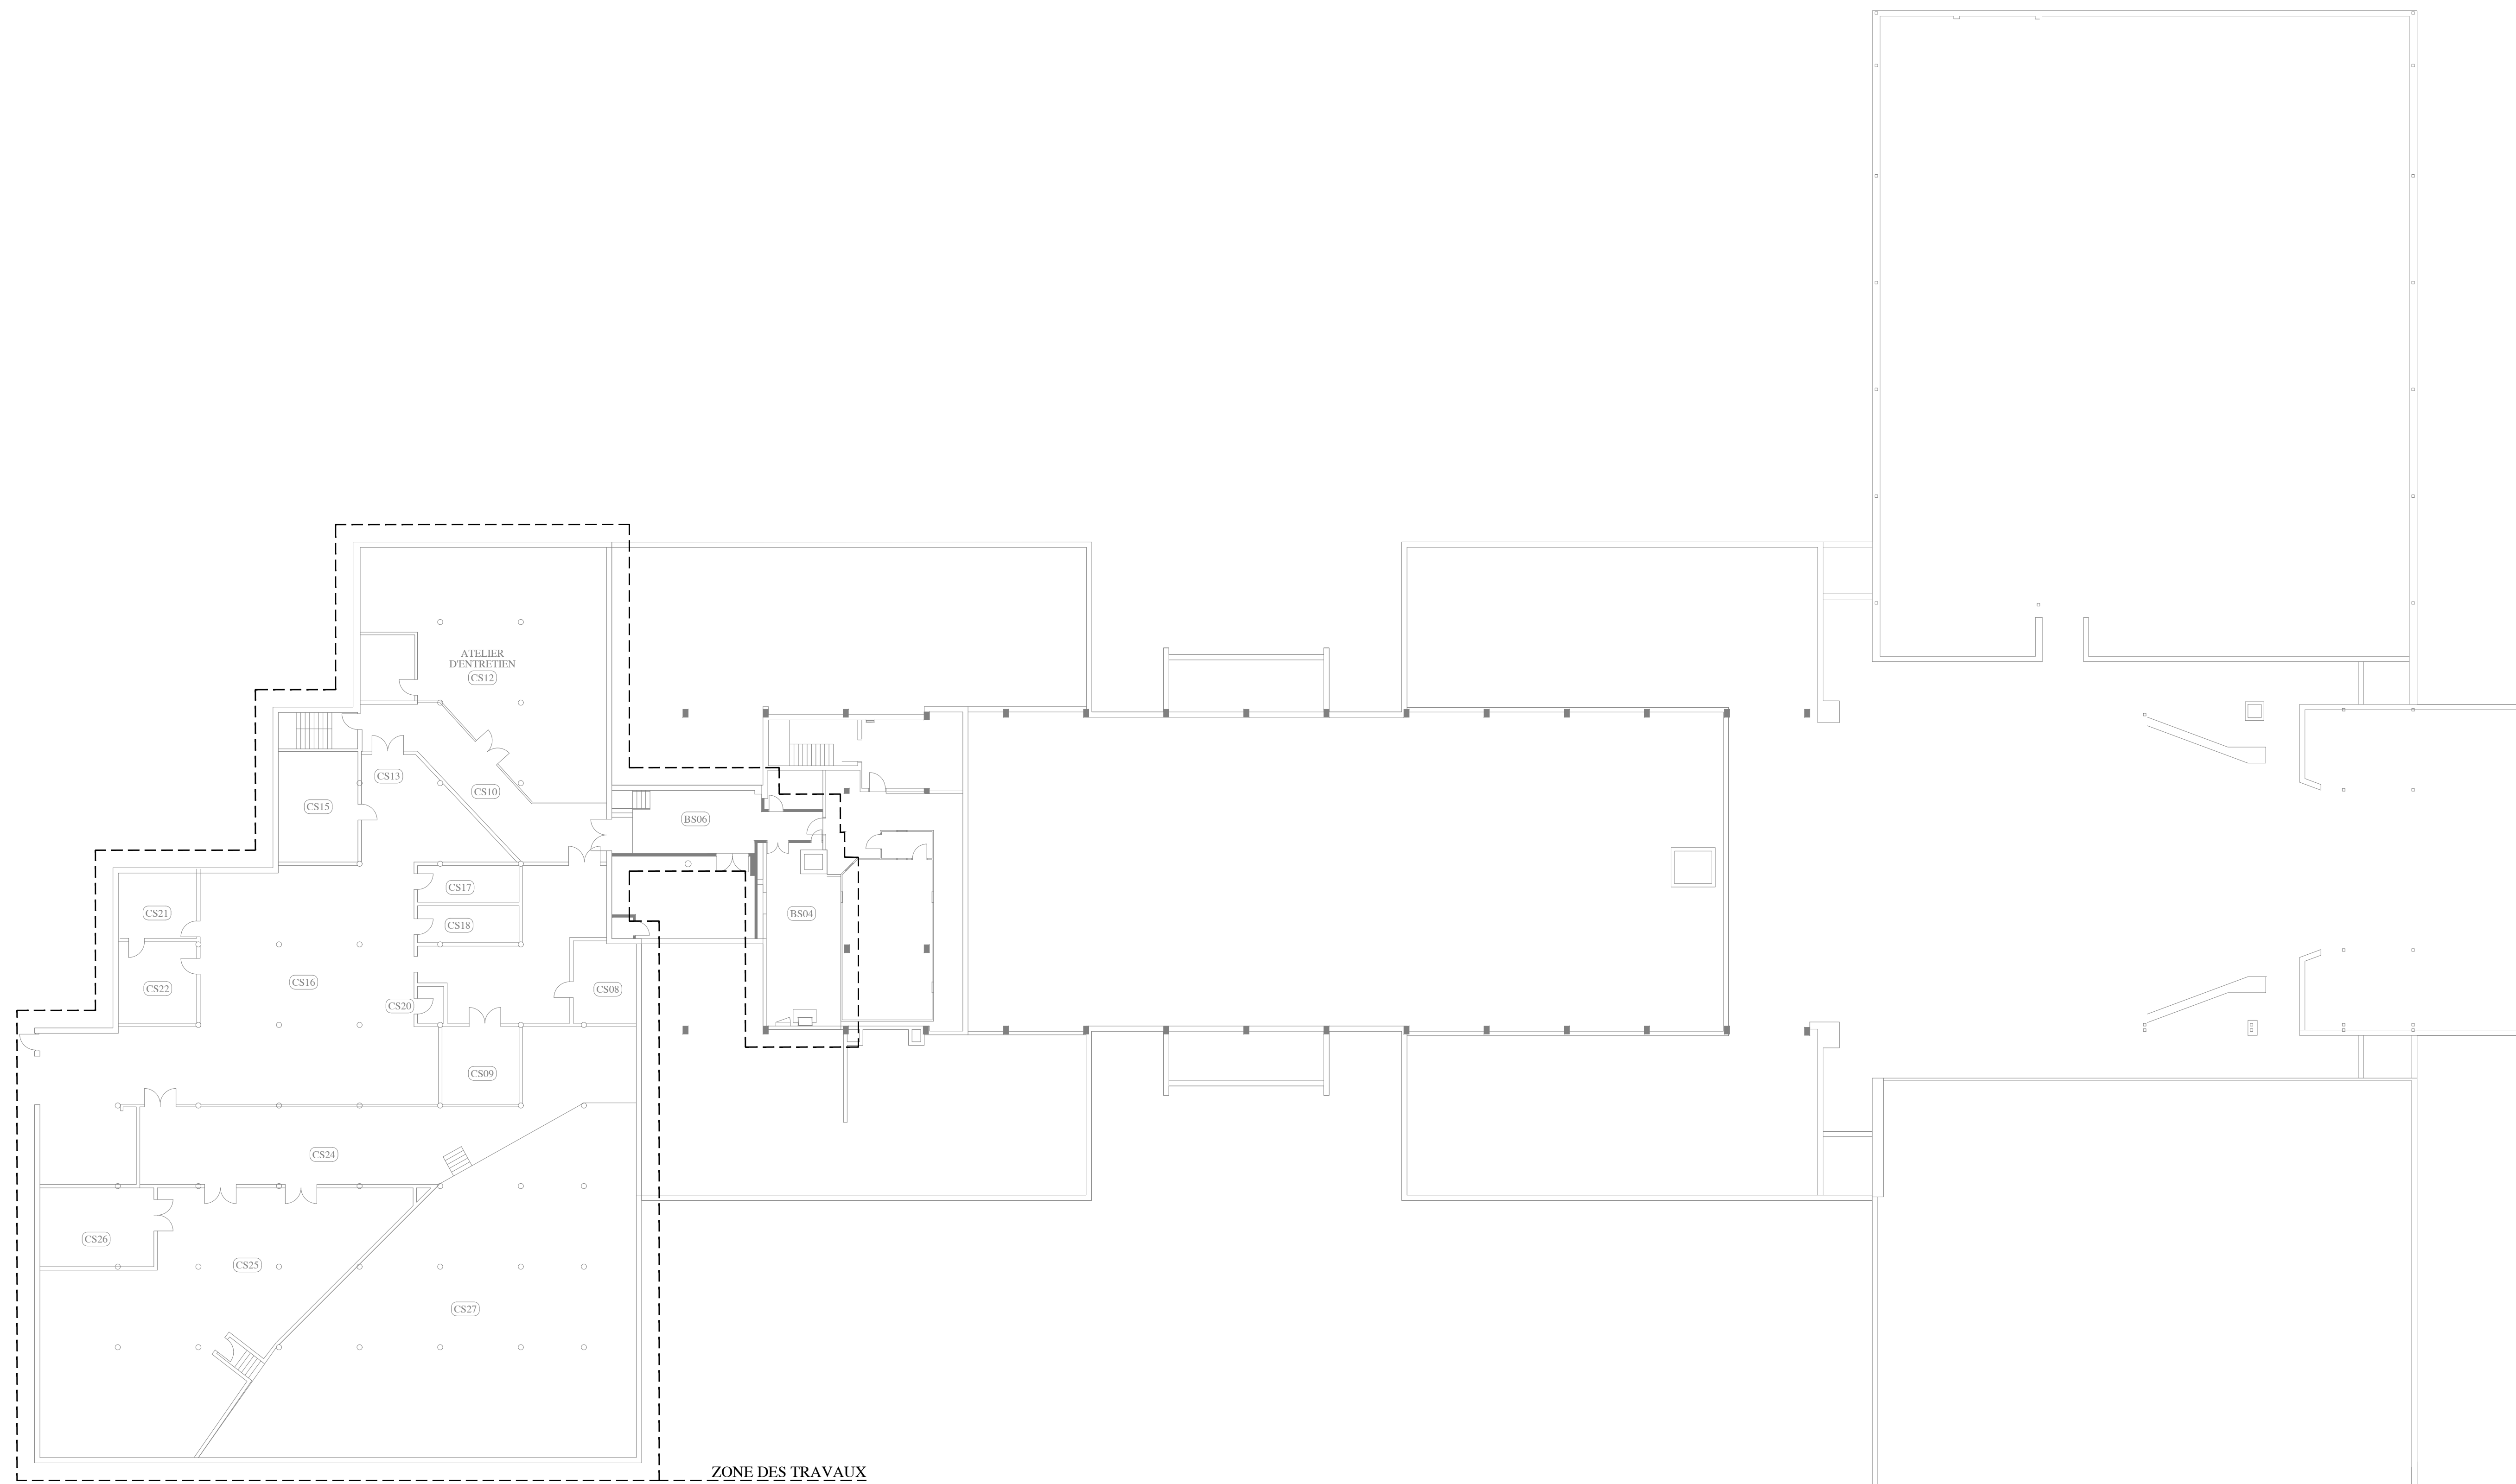 ATELIER
D'ENTRETIEN
CS12
CS13
CS10
CS15
BS06
CS17
CS21
BS04
CS18
CS16
CS22
CS08
CS20
CS09
CS24
CS26
CS25
CS27
ZONE DES TRAVAUX